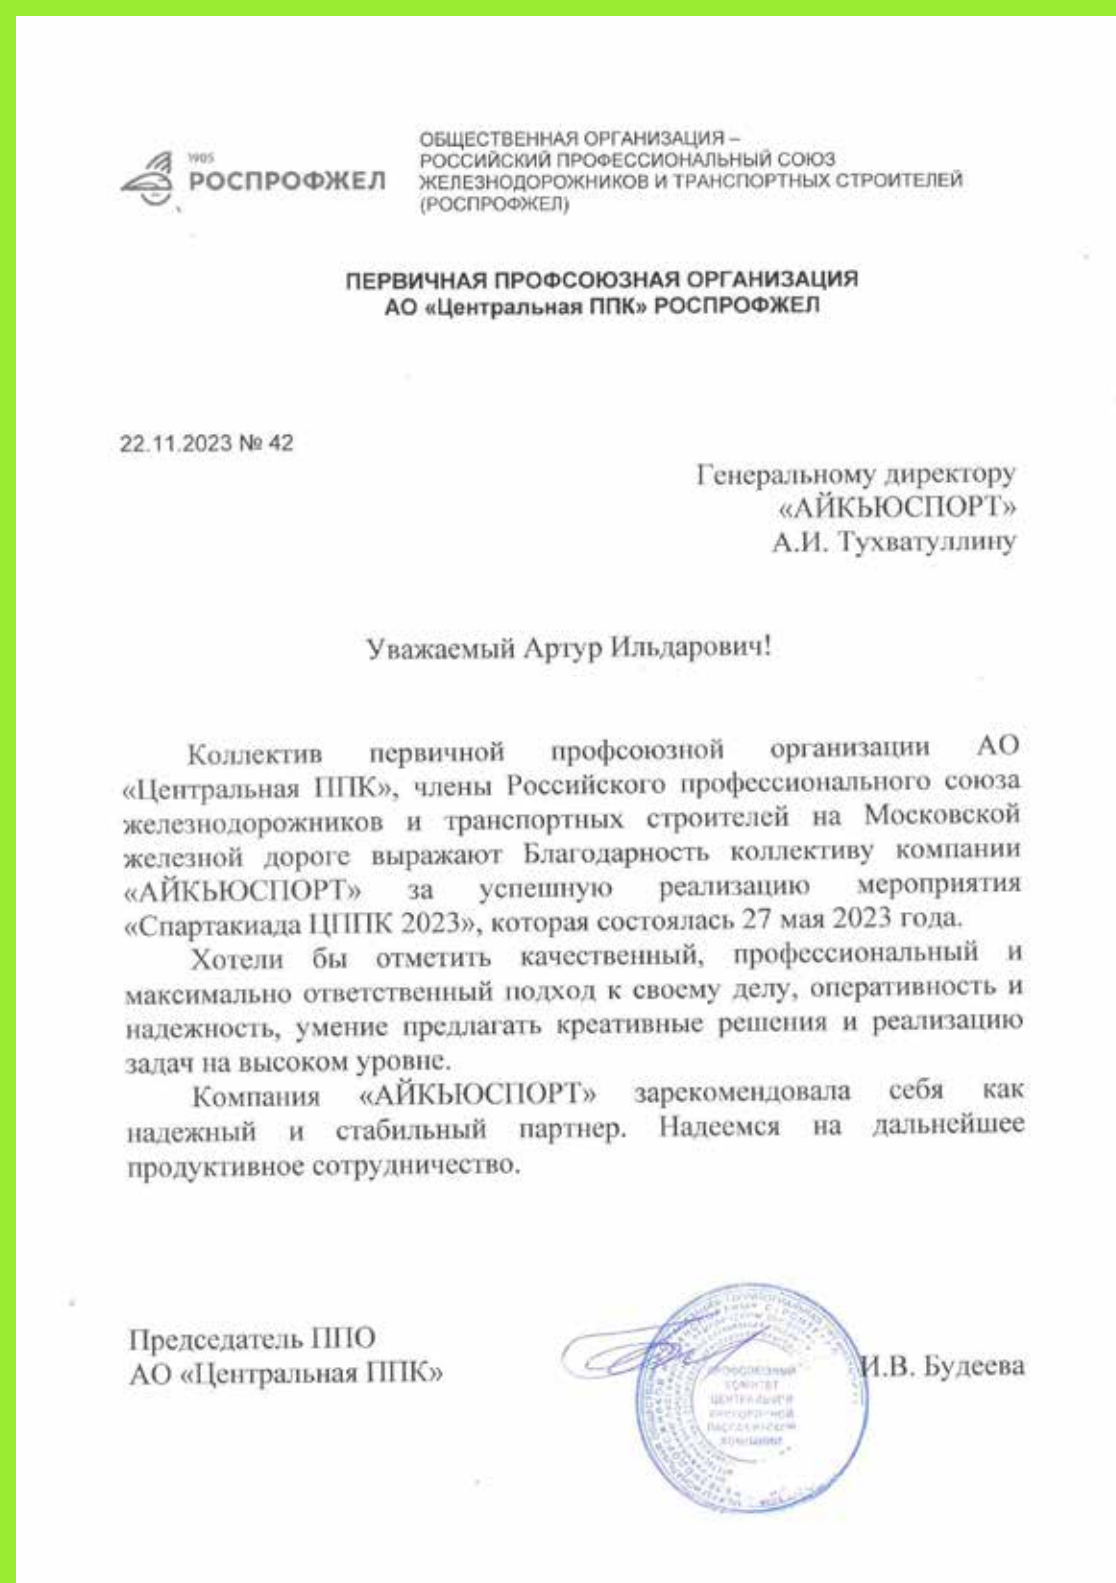 1905
РОСПРОФЖЕЛ
ОБЩЕСТВЕННАЯ ОРГАНИЗАЦИЯ –
РОССИЙСКИЙ ПРОФЕССИОНАЛЬНЫЙ СОЮЗ
ЖЕЛЕЗНОДОРОЖНИКОВ И ТРАНСПОРТНЫХ СТРОИТЕЛЕЙ
(РОСПРОФЖЕЛ)
ПЕРВИЧНАЯ ПРОФСОЮЗНАЯ ОРГАНИЗАЦИЯ
АО «Центральная ППК» РОСПРОФЖЕЛ
22.11.2023 № 42
Генеральному директору
«АЙКЬЮСПОРТ»
А.И. Тухватуллину
Уважаемый Артур Ильдарович!
Коллектив первичной профсоюзной организации АО
«Центральная ППК», члены Российского профессионального союза
железнодорожников и транспортных строителей на Московской
железной дороге выражают Благодарность коллективу компании
«АЙКЬЮСПОРТ» за успешную реализацию мероприятия
«Спартакиада ЦППК 2023», которая состоялась 27 мая 2023 года.
Хотели бы отметить качественный, профессиональный и
максимально ответственный подход к своему делу, оперативность и
надежность, умение предлагать креативные решения и реализацию
задач на высоком уровне.
Компания «АЙКЬЮСПОРТ» зарекомендовала себя как
надежный и стабильный партнер. Надеемся на дальнейшее
продуктивное сотрудничество.
Председатель ППО
АО «Центральная ППК»
И.В. Будеева
КОМИТЕТ
ЦЕНТРАЛЬНОЙ
ПРИГОРОДНОЙ
ПАССАЖИРСКОЙ
КОМПАНИИ